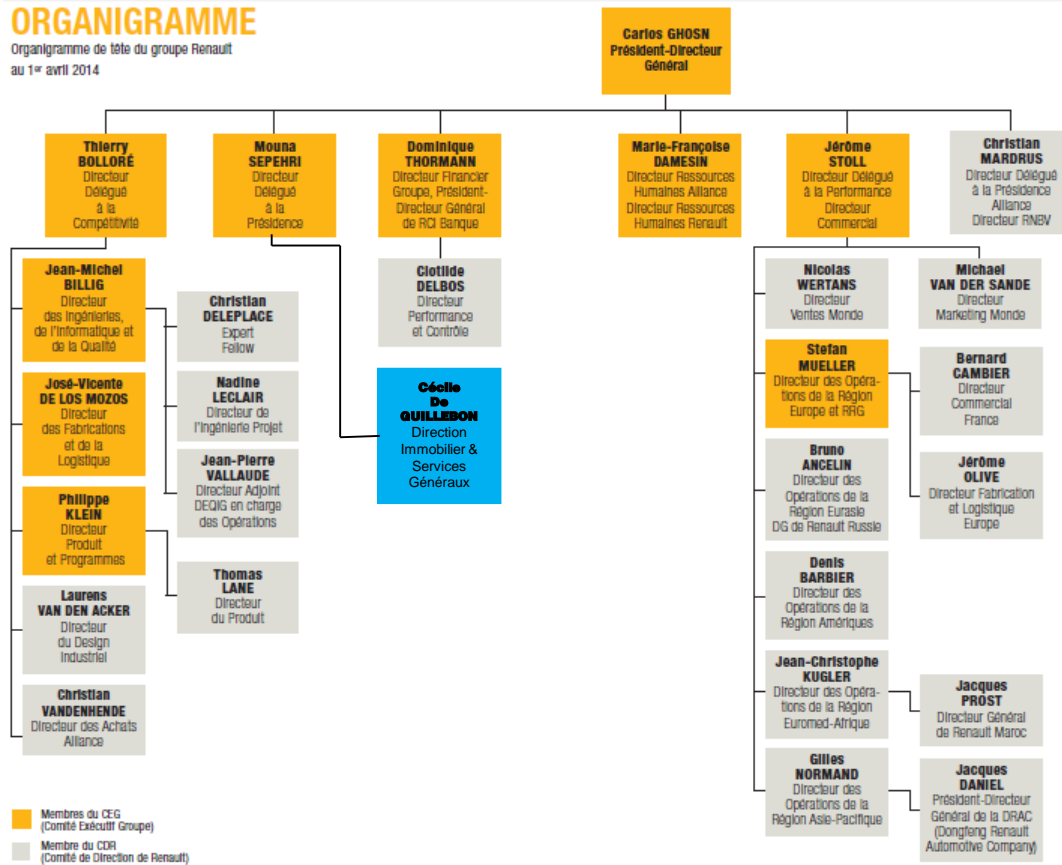 ORGANIGRAMME
Organigramme de tête du groupe Renault
au 1er avril 2014
Carlos GHOSN
Président-Directeur
Général
Thierry
BOLLORÉ
Directeur
Délégué
à la
Compétitivité
Mouna
SEPEHRI
Directeur
Délégué
à la
Présidence
Dominique
THORMANN
Directeur Financier
Groupe, Président-
Directeur Général
de RCI Banque
Marie-Françoise
DAMESIN
Directeur Ressources
Humaines Alliance
Directeur Ressources
Humaines Renault
Jérôme
STOLL
Directeur Délégué
à la Performance
Directeur
Commercial
Christian
MARDRUS
Directeur Délégué
à la Présidence
Alliance
Directeur RNBV
Jean-Michel
BILLIG
Directeur
des Ingénieries,
de l'Informatique et
de la Qualité
José-Vicente
DE LOS MOZOS
Directeur
des Fabrications
et de la
Logistique
Philippe
KLEIN
Directeur
Produit
et Programmes
Laurens
VAN DEN ACKER
Directeur
du Design
Industriel
Christian
VANDENHENDE
Directeur des Achats
Alliance
Christian
DELEPLACE
Expert
Fellow
Nadine
LECLAIR
Directeur de
l'Ingénierie Projet
Jean-Pierre
VALLAUDE
Directeur Adjoint
DEQIG en charge
des Opérations
Thomas
LANE
Directeur
du Produit
Clotilde
DELBOS
Directeur
Performance
et Contrôle
Cécile
De
QUILLEBON
Direction
Immobilier &
Services
Généraux
Nicolas
WERTANS
Directeur
Ventes Monde
Michael
VAN DER SANDE
Directeur
Marketing Monde
Stefan
MUELLER
Directeur des Opéra-
tions de la Région
Europe et RRG
Bernard
CAMBIER
Directeur
Commercial
France
Bruno
ANCELIN
Directeur des
Opérations de la
Région Eurasie
DG de Renault Russie
Jérôme
OLIVE
Directeur Fabrication
et Logistique
Europe
Denis
BARBIER
Directeur des
Opérations de la
Région Amériques
Jean-Christophe
KUGLER
Directeur des Opéra-
tions de la Région
Euromed-Afrique
Jacques
PROST
Directeur Général
de Renault Maroc
Gilles
NORMAND
Directeur des
Opérations de la
Région Asie-Pacifique
Jacques
DANIEL
Président-Directeur
Général de la DRAC
(Dongfeng Renault
Automotive Company)
Membres du CEG
(Comité Exécutif Groupe)
Membre du CDR
(Comité de Direction de Renault)